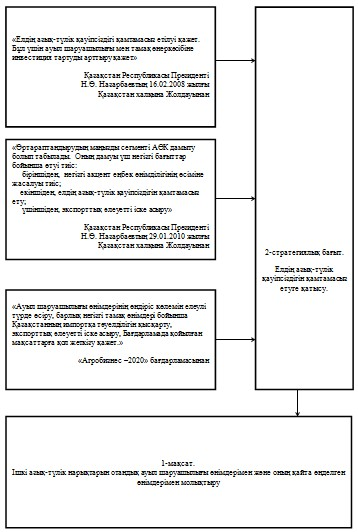 «Елдің азық-түлік қауіпсіздігі қамтамасыз етілуі қажет.
Бұл үшін ауыл шаруашылығы мен тамақ өнеркәсібіне
инвестиция тартуды арттыру қажет»
Қазақстан Республикасы Президенті
Н.Ә. Назарбаевтың 16.02.2008 жылғы
Қазақстан халқына Жолдауынан
«Әртараптандырудың маңызды сегменті АӨК дамыту
болып табылады. Оның дамуы үш негізгі бағыттар
бойынша өтуі тиіс:
біріншіден, негізгі акцент еңбек өнімділігінің өсіміне
жасалуы тиіс;
екіншіден, елдің азық-түлік қауіпсіздігін қамтамасыз
ету;
үшіншіден, экспорттық әлеуетті іске асыру»
Қазақстан Республикасы Президенті
Н.Ә. Назарбаевтың 29.01.2010 жылғы
Қазақстан халқына Жолдауынан
«Ауыл шаруашылығы өнімдерінің өндіріс көлемін елеулі
түрде өсіру, барлық негізгі тамақ өнімдері бойынша
Қазақстанның импортқа тәуелділігін қысқарту,
экспорттық әлеуетті іске асыру, Бағдарламада қойылған
мақсаттарға қол жеткізу қажет.»
«Агробизнес –2020» бағдарламасынан
2-стратегиялық бағыт.
Елдің азық-түлік
қауіпсіздігін қамтамасыз
етуге қатысу.
1-мақсат.
Ішкі азық-түлік нарықтарын отандық ауыл шаруашылығы өнімдерімен және оның қайта өңделген
өнімдерімен молықтыру